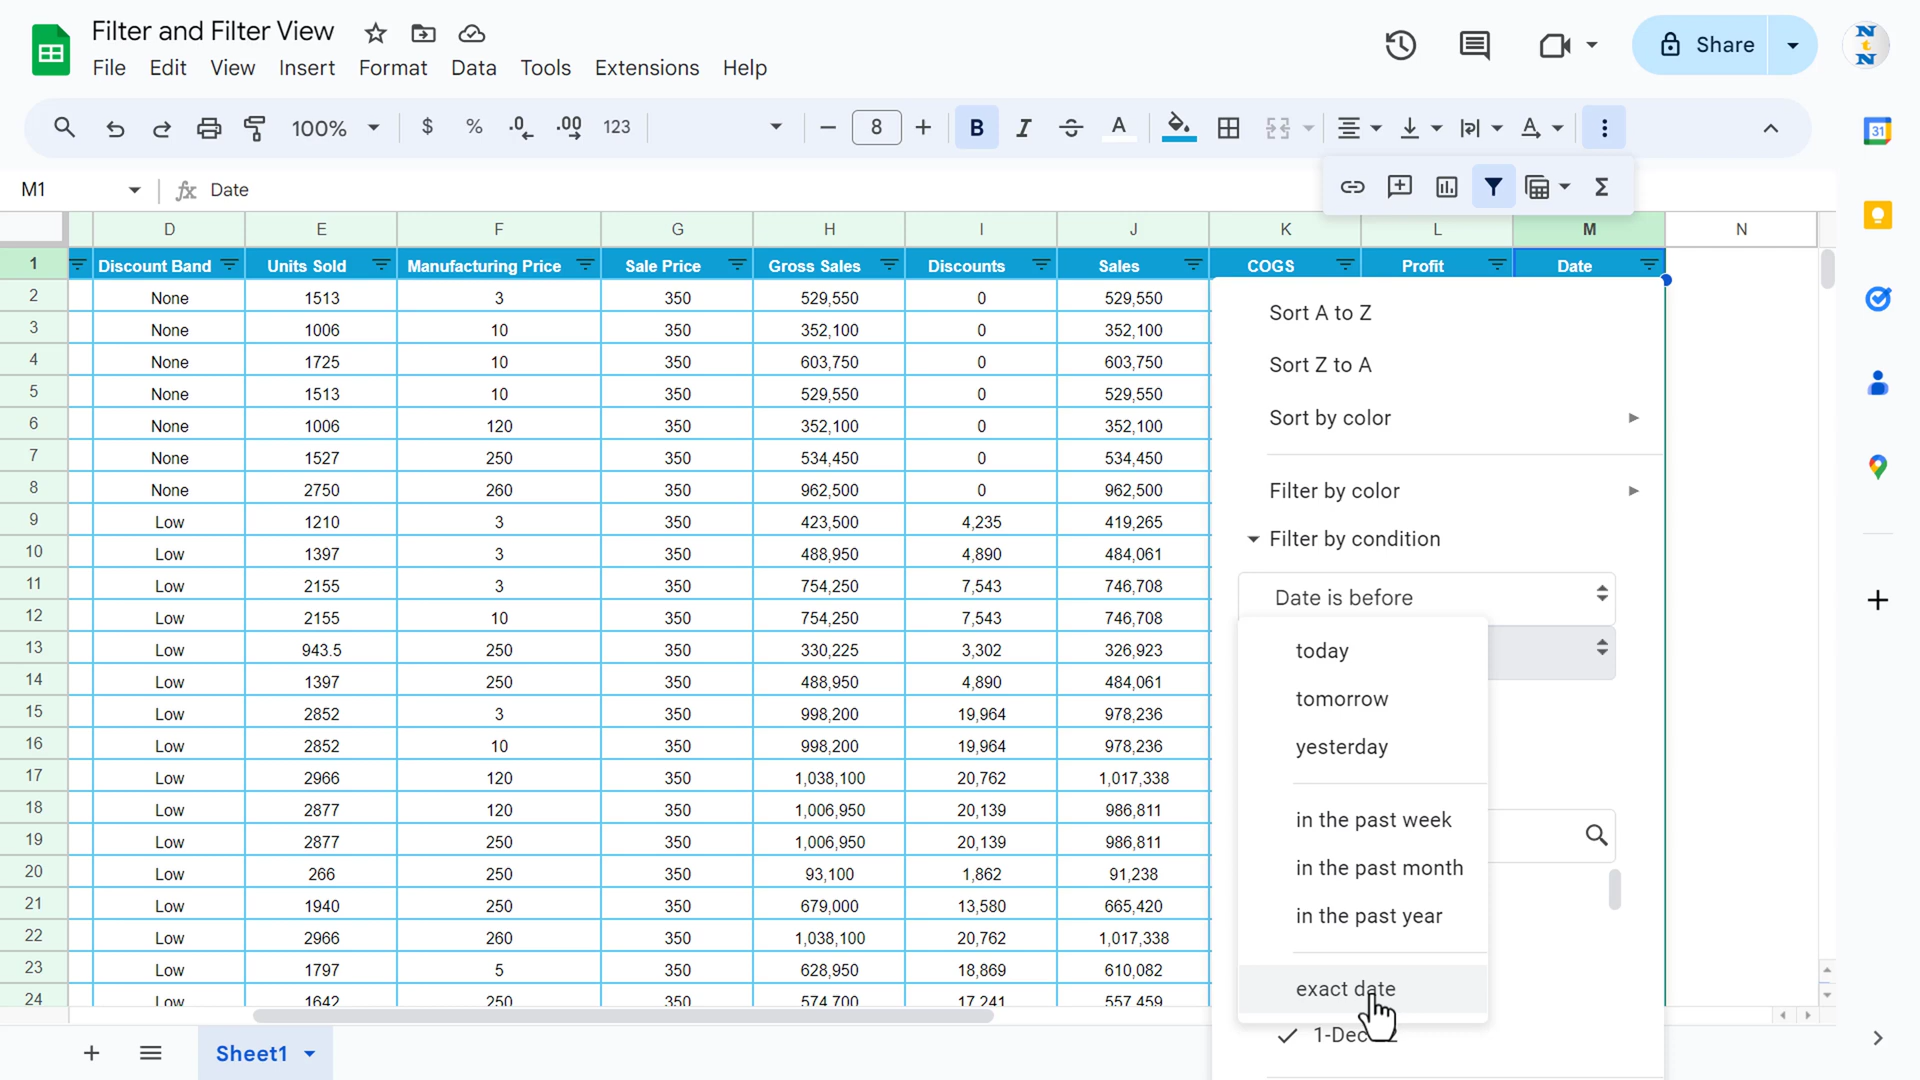 Filter and Filter View
File Edit View Insert Format Data Tools Extensions Help
Share
N t N
100% $ % .0 .00 123 8 B I A A
31
M1 fx Date
D E F G H I J K L M N
1 Discount Band Units Sold Manufacturing Price Sale Price Gross Sales Discounts Sales COGS Profit Date
2 None 1513 3 350 529,550 0 529,550
3 None 1006 10 350 352,100 0 352,100
4 None 1725 10 350 603,750 0 603,750
5 None 1513 10 350 529,550 0 529,550
6 None 1006 120 350 352,100 0 352,100
7 None 1527 250 350 534,450 0 534,450
8 None 2750 260 350 962,500 0 962,500
9 Low 1210 3 350 423,500 4,235 419,265
10 Low 1397 3 350 488,950 4,890 484,061
11 Low 2155 3 350 754,250 7,543 746,708
12 Low 2155 10 350 754,250 7,543 746,708
13 Low 943.5 250 350 330,225 3,302 326,923
14 Low 1397 250 350 488,950 4,890 484,061
15 Low 2852 3 350 998,200 19,964 978,236
16 Low 2852 10 350 998,200 19,964 978,236
17 Low 2966 120 350 1,038,100 20,762 1,017,338
18 Low 2877 120 350 1,006,950 20,139 986,811
19 Low 2877 250 350 1,006,950 20,139 986,811
20 Low 266 250 350 93,100 1,862 91,238
21 Low 1940 250 350 679,000 13,580 665,420
22 Low 2966 260 350 1,038,100 20,762 1,017,338
23 Low 1797 5 350 628,950 18,869 610,082
24 Low 1642 250 350 574,700 17,241 557,459
Sort A to Z
Sort Z to A
Sort by color
Filter by color
Filter by condition
Date is before
today
tomorrow
yesterday
in the past week
in the past month
in the past year
exact date
1-Dec
Sheet1